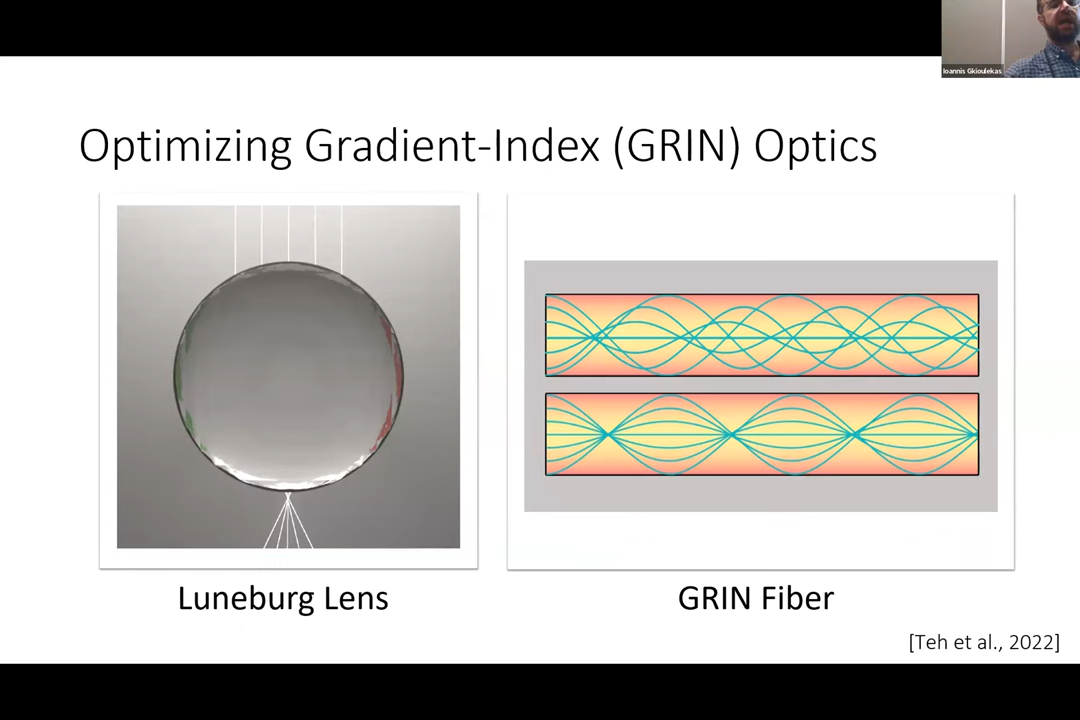 Ioannis Gkioulekas
Optimizing Gradient-Index (GRIN) Optics
Luneburg Lens
GRIN Fiber
[Teh et al., 2022]